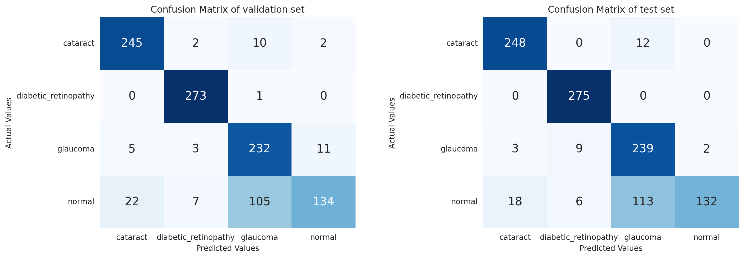 Confusion Matrix of validation set
Actual Values
cataract 245 2 10 2
diabetic_retinopathy 0 273 1 0
glaucoma 5 3 232 11
normal 22 7 105 134
cataract diabetic_retinopathy glaucoma normal
Predicted Values
Confusion Matrix of test set
Actual Values
cataract 248 0 12 0
diabetic_retinopathy 0 275 0 0
glaucoma 3 9 239 2
normal 18 6 113 132
cataract diabetic_retinopathy glaucoma normal
Predicted Values